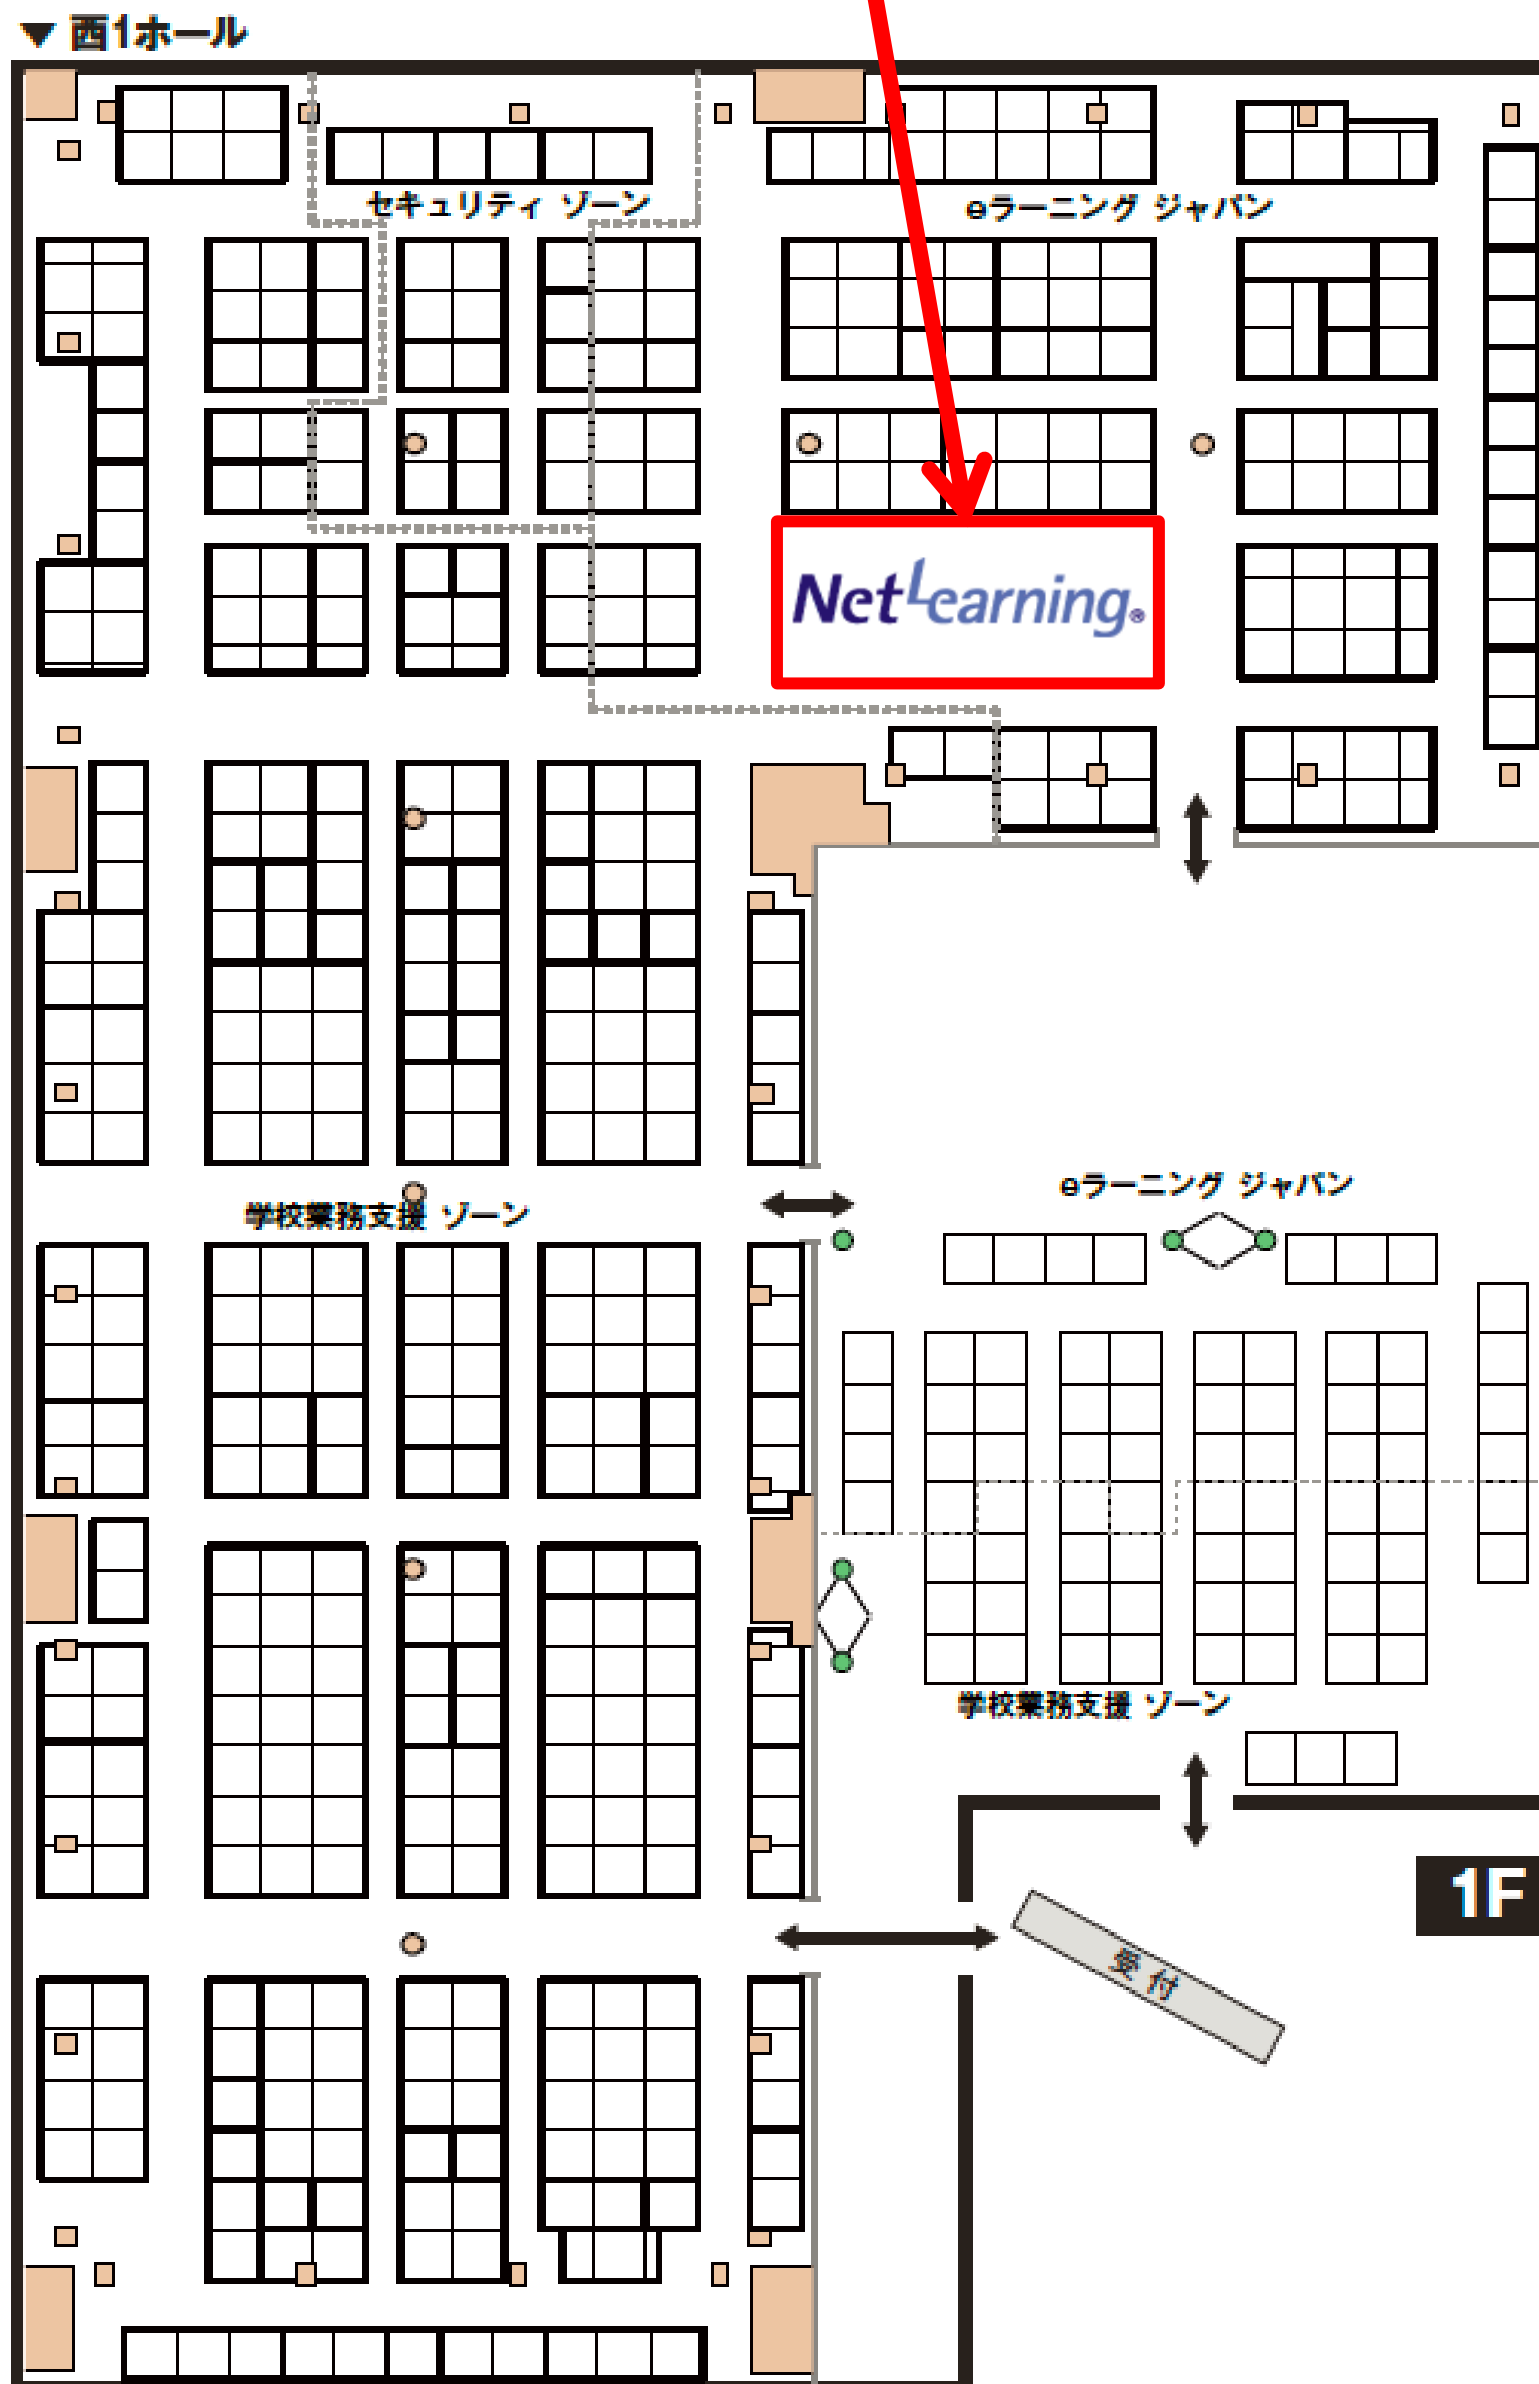 ▼ 西1ホール
セキュリティ ゾーン
eラーニング ジャパン
NetLearning®
eラーニング ジャパン
学校業務支援 ゾーン
学校業務支援 ゾーン
1F
受付